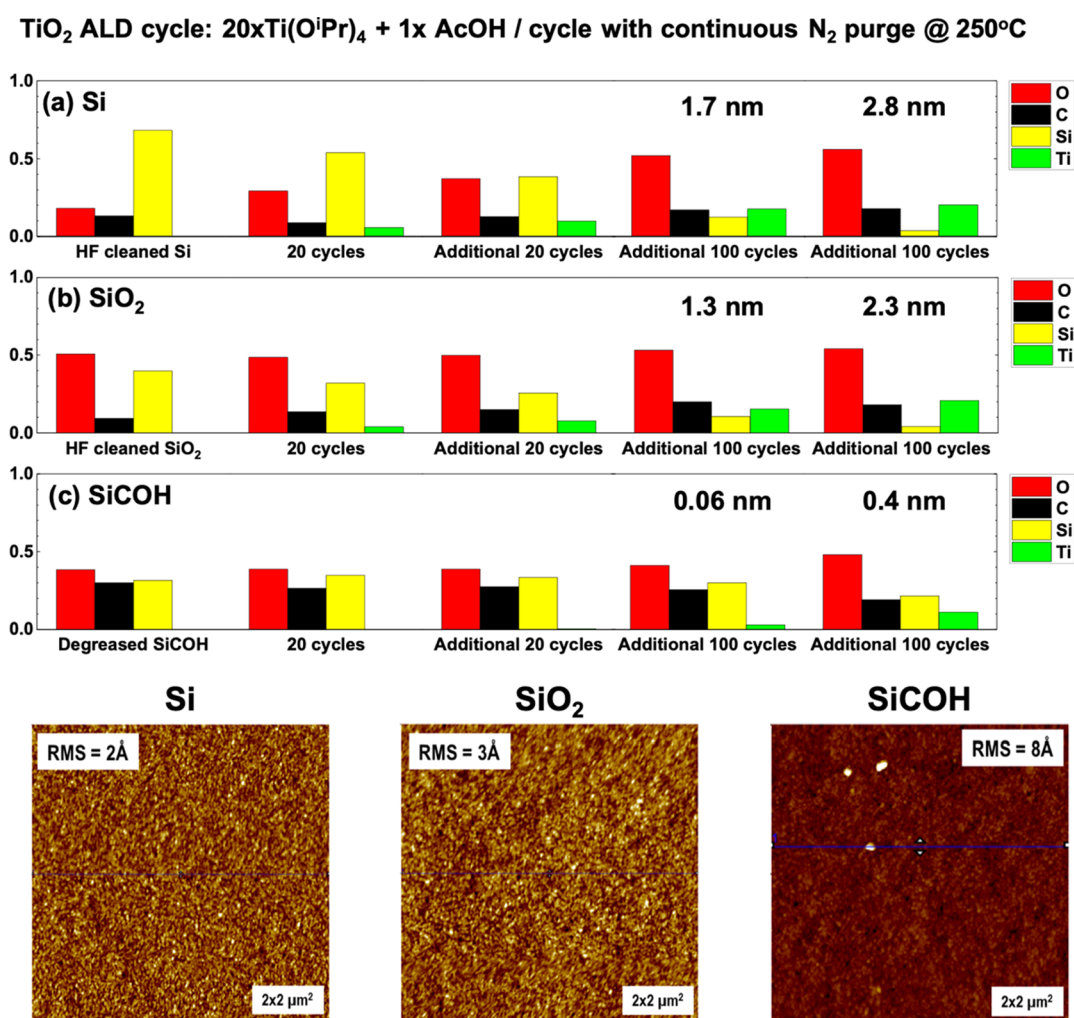 TiO₂ ALD cycle: 20xTi(OⁱPr)₄ + 1x AcOH / cycle with continuous N₂ purge @ 250°C
1.0
(a) Si
1.7 nm
2.8 nm
O
C
Si
Ti
0.5
0.0
HF cleaned Si
20 cycles
Additional 20 cycles
Additional 100 cycles
Additional 100 cycles
1.0
(b) SiO₂
1.3 nm
2.3 nm
O
C
Si
Ti
0.5
0.0
HF cleaned SiO₂
20 cycles
Additional 20 cycles
Additional 100 cycles
Additional 100 cycles
1.0
(c) SiCOH
0.06 nm
0.4 nm
O
C
Si
Ti
0.5
0.0
Degreased SiCOH
20 cycles
Additional 20 cycles
Additional 100 cycles
Additional 100 cycles
Si
SiO₂
SiCOH
RMS = 2Å
RMS = 3Å
RMS = 8Å
2x2 μm²
2x2 μm²
2x2 μm²